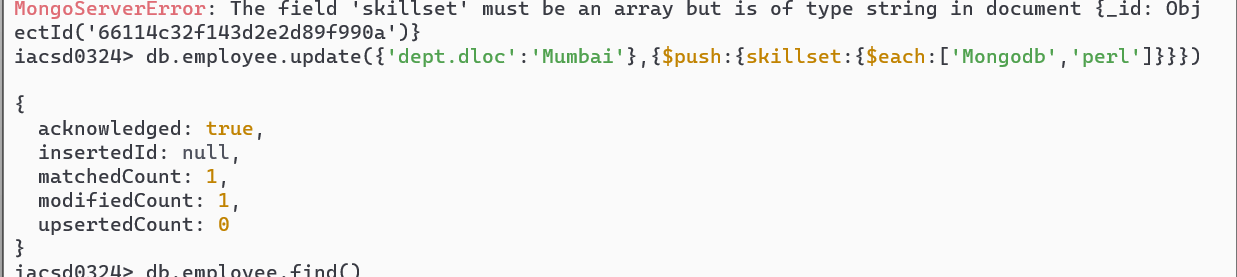 MongoServerError: The field 'skillset' must be an array but is of type string in document {_id: Obj
ectId('66114c32f143d2e2d89f990a')}
iacsd0324> db.employee.update({'dept.dloc':'Mumbai'},{$push:{skillset:{$each:['Mongodb','perl']}}})
{
  acknowledged: true,
  insertedId: null,
  matchedCount: 1,
  modifiedCount: 1,
  upsertedCount: 0
}
iacsd0324> db.employee.find()